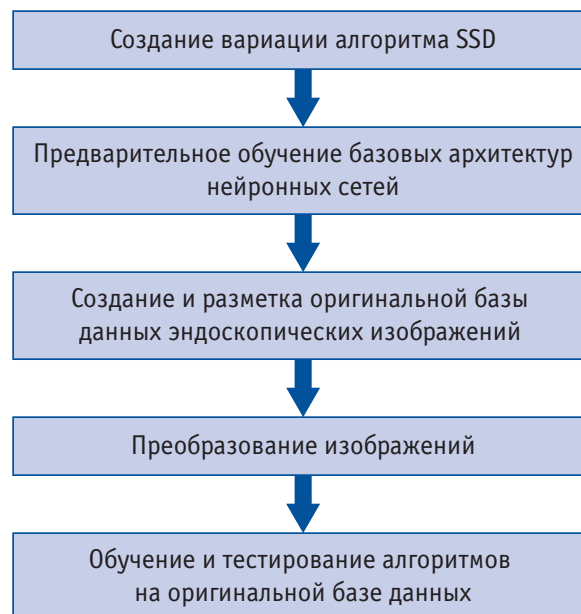 Создание вариации алгоритма SSD
Предварительное обучение базовых архитектур
нейронных сетей
Создание и разметка оригинальной базы
данных эндоскопических изображений
Преобразование изображений
Обучение и тестирование алгоритмов
на оригинальной базе данных